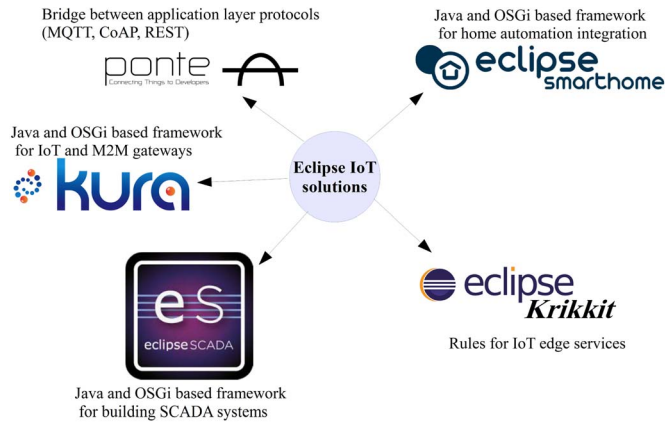 Bridge between application layer protocols
(MQTT, CoAP, REST)
ponte
Connecting Things to Developers
Java and OSGi based framework
for home automation integration
eclipse
smarthome
Java and OSGi based framework
for IoT and M2M gateways
kura
Eclipse IoT
solutions
eS
eclipseSCADA
Java and OSGi based framework
for building SCADA systems
eclipse
Krikkit
Rules for IoT edge services